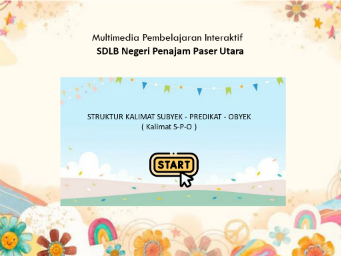 Multimedia Pembelajaran Interaktif
SDLB Negeri Penajam Paser Utara
STRUKTUR KALIMAT SUBYEK - PREDIKAT - OBYEK
( Kalimat S-P-O )
START